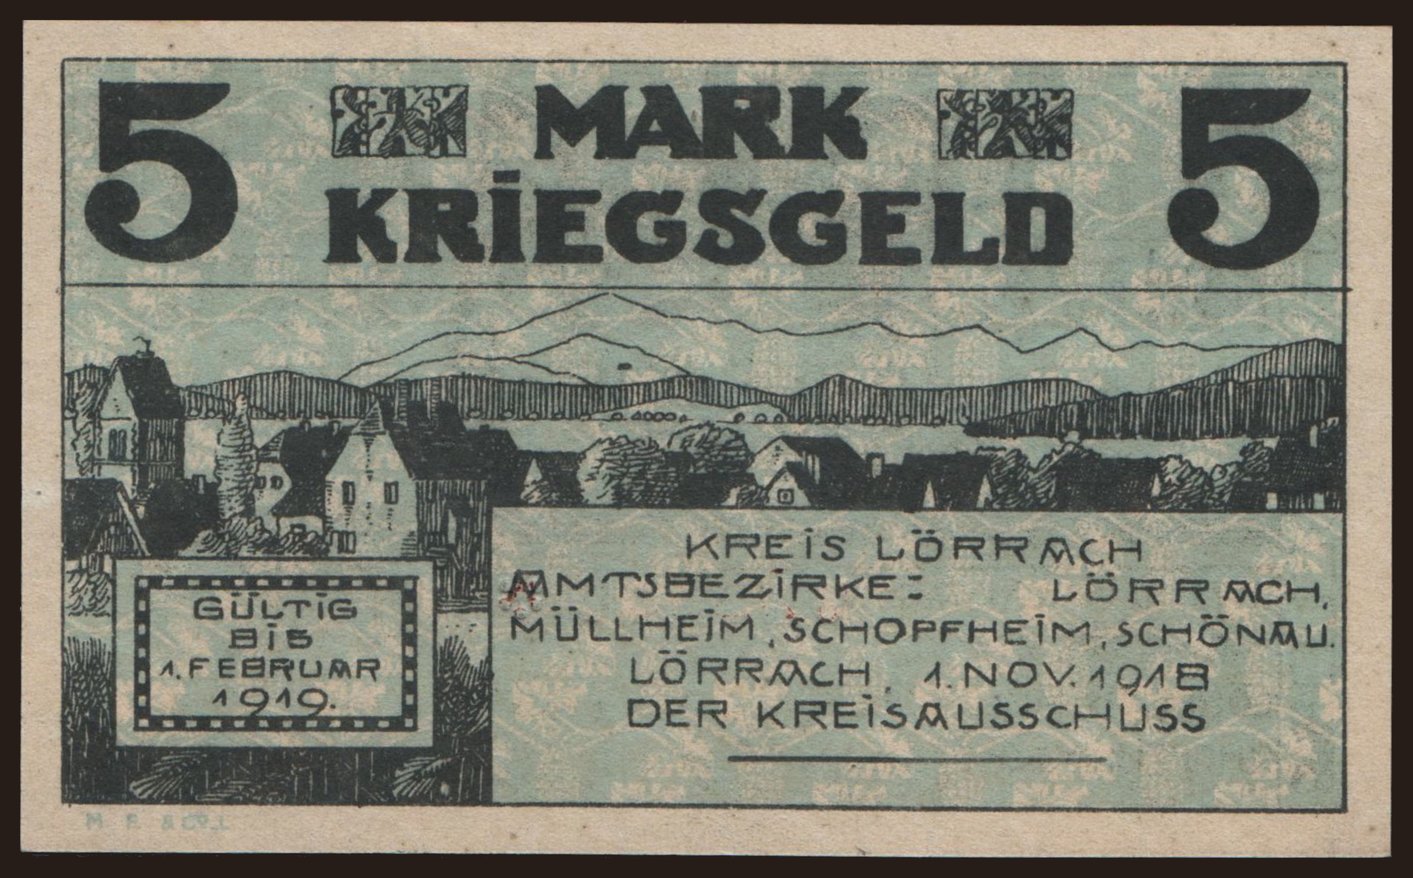 5 MARK 5
KRIEGSGELD
KREIS LÖRRACH
AMTSBEZIRKE: LÖRRACH,
MÜLLHEIM, SCHOPFHEIM, SCHÖNAU.
LÖRRACH, 1. NOV. 1918
DER KREISAUSSCHUSS
GÜLTIG
BIS
1. FEBRUAR
1919.